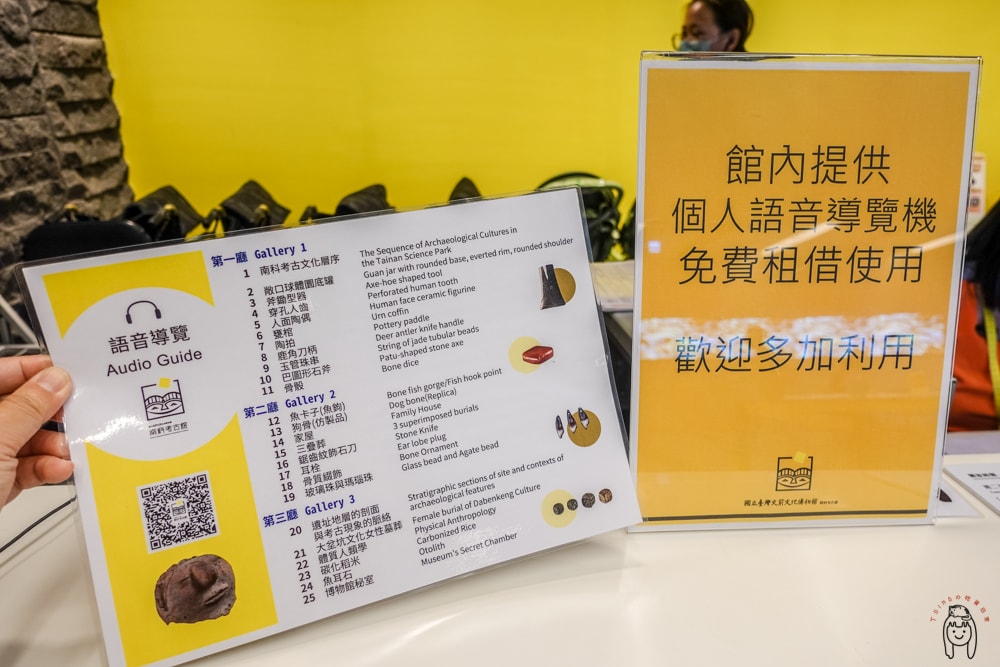 語音導覽
Audio Guide
南科考古館
第一廳 Gallery 1
1 南科考古文化層序 The Sequence of Archaeological Cultures in the Tainan Science Park
2 敞口球體圜底罐 Guan jar with rounded base, everted rim, rounded shoulder
3 斧鋤型器 Axe-hoe shaped tool
4 穿孔人齒 Perforated human tooth
5 人面陶偶 Human face ceramic figurine
6 甕棺 Urn coffin
7 陶拍 Pottery paddle
8 鹿角刀柄 Deer antler knife handle
9 玉管珠串 String of jade tubular beads
10 巴圖形石斧 Patu-shaped stone axe
11 骨骰 Bone dice
第二廳 Gallery 2
12 魚卡子(魚鉤) Bone fish gorge/Fish hook point
13 狗骨(仿製品) Dog bone(Replica)
14 家屋 Family House
15 三疊葬 3 superimposed burials
16 鋸齒紋飾石刀 Stone Knife
17 耳栓 Ear lobe plug
18 骨質綴飾 Bone Ornament
19 玻璃珠與瑪瑙珠 Glass bead and Agate bead
第三廳 Gallery 3
20 遺址地層的剖面與考古現象的脈絡 Stratigraphic sections of site and contexts of archaeological features
21 大坌坑文化女性墓葬 Female burial of Dabenkeng Culture
22 體質人類學 Physical Anthropology
23 碳化稻米 Carbonized Rice
24 魚耳石 Otolith
25 博物館秘室 Museum's Secret Chamber
館內提供
個人語音導覽機
免費租借使用
歡迎多加利用
國立臺灣史前文化博物館